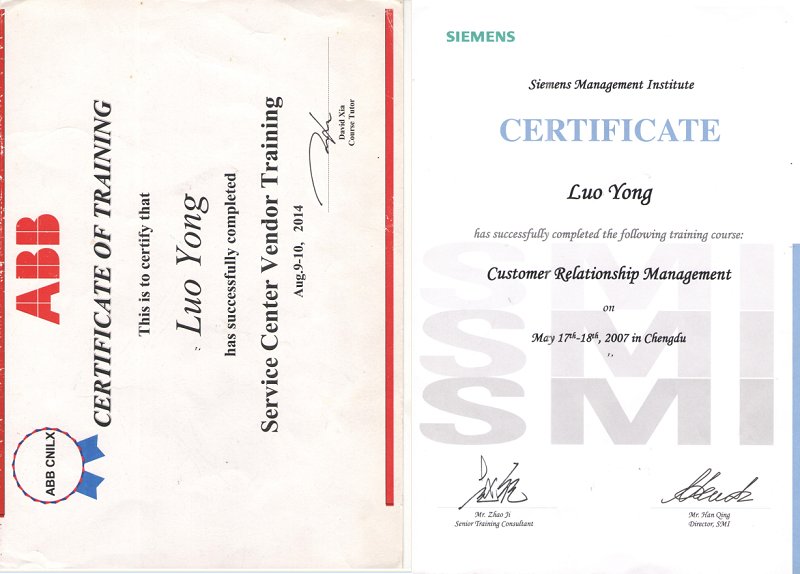 ABB
ABB CNILX
CERTIFICATE OF TRAINING
This is to certify that
Luo Yong
has successfully completed
Service Center Vendor Training
Aug,9-10, 2014
David Xia
Course Tutor
SIEMENS
Siemens Management Institute
CERTIFICATE
Luo Yong
has successfully completed the following training course:
Customer Relationship Management
on
May 17th-18th, 2007 in Chengdu
SMI
SMI
SMI
Mr. Zhao Ji
Senior Training Consultant
Mr. Han Qing
Director, SMI